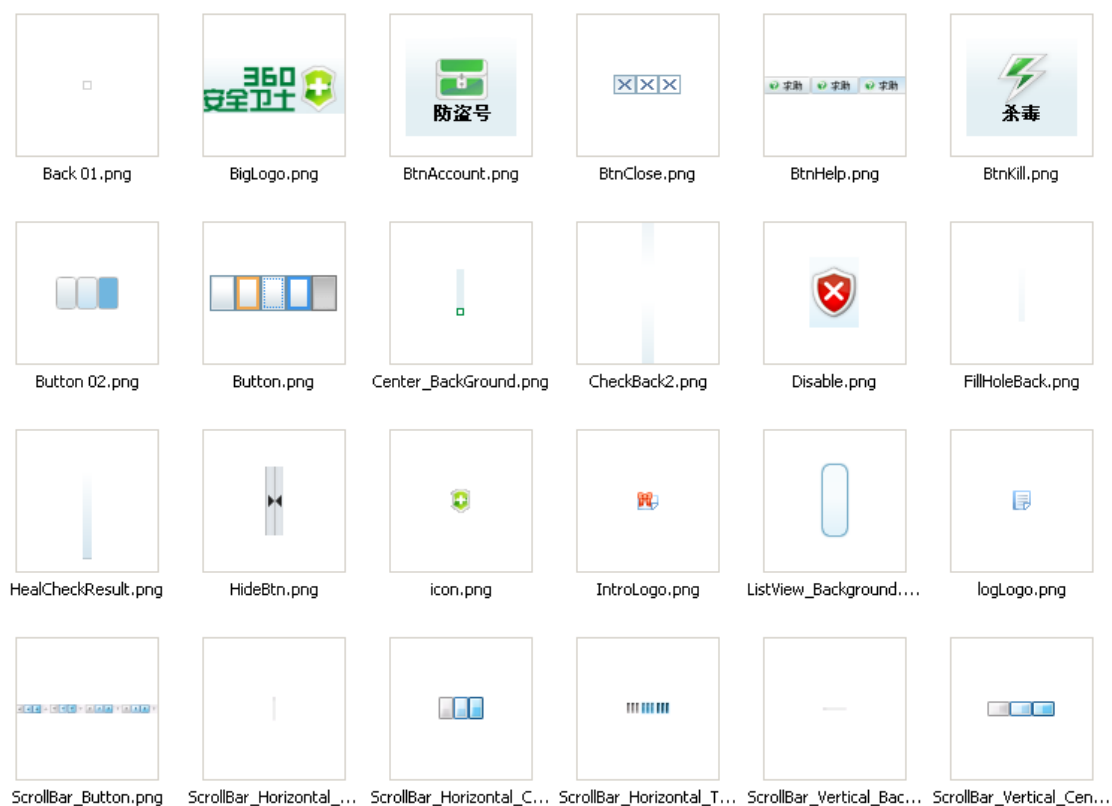 360
安全卫士
防盗号
求助 求助 求助
杀毒
Back 01.png BigLogo.png BtnAccount.png BtnClose.png BtnHelp.png BtnKill.png
Button 02.png Button.png Center_BackGround.png CheckBack2.png Disable.png FillHoleBack.png
HealCheckResult.png HideBtn.png icon.png IntroLogo.png ListView_Background.... logLogo.png
ScrollBar_Button.png ScrollBar_Horizontal_... ScrollBar_Horizontal_C... ScrollBar_Horizontal_T... ScrollBar_Vertical_Bac... ScrollBar_Vertical_Cen...